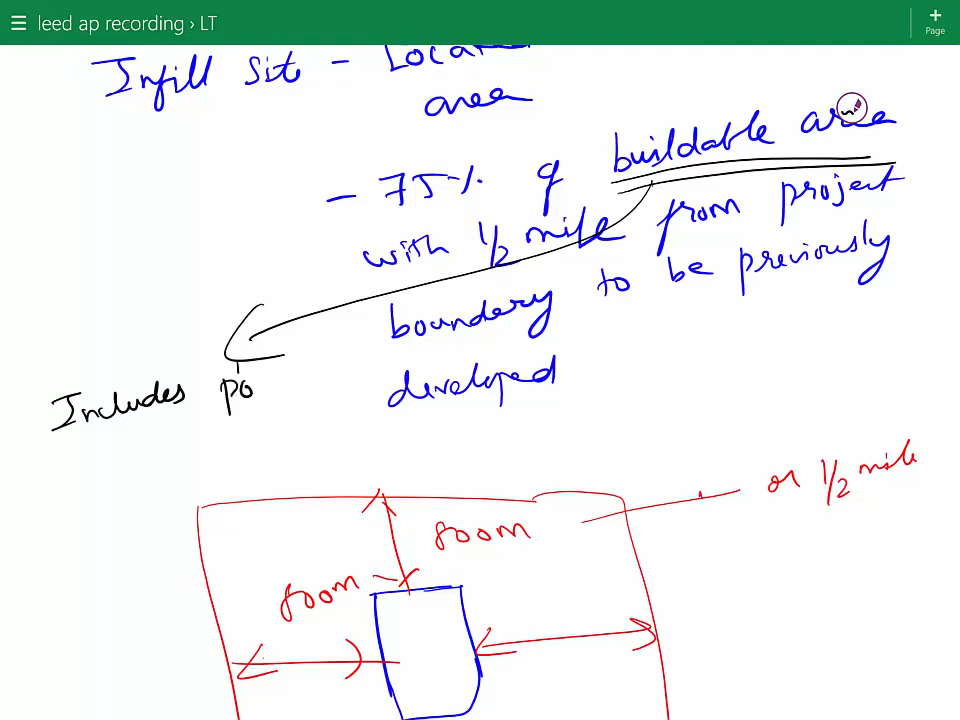 leed ap recording › LT
Page
Infill Site - Locate
area
- 75% of buildable area
with 1/2 mile from project
boundary to be previously
developed
Includes po
or 1/2 mile
800m
800m